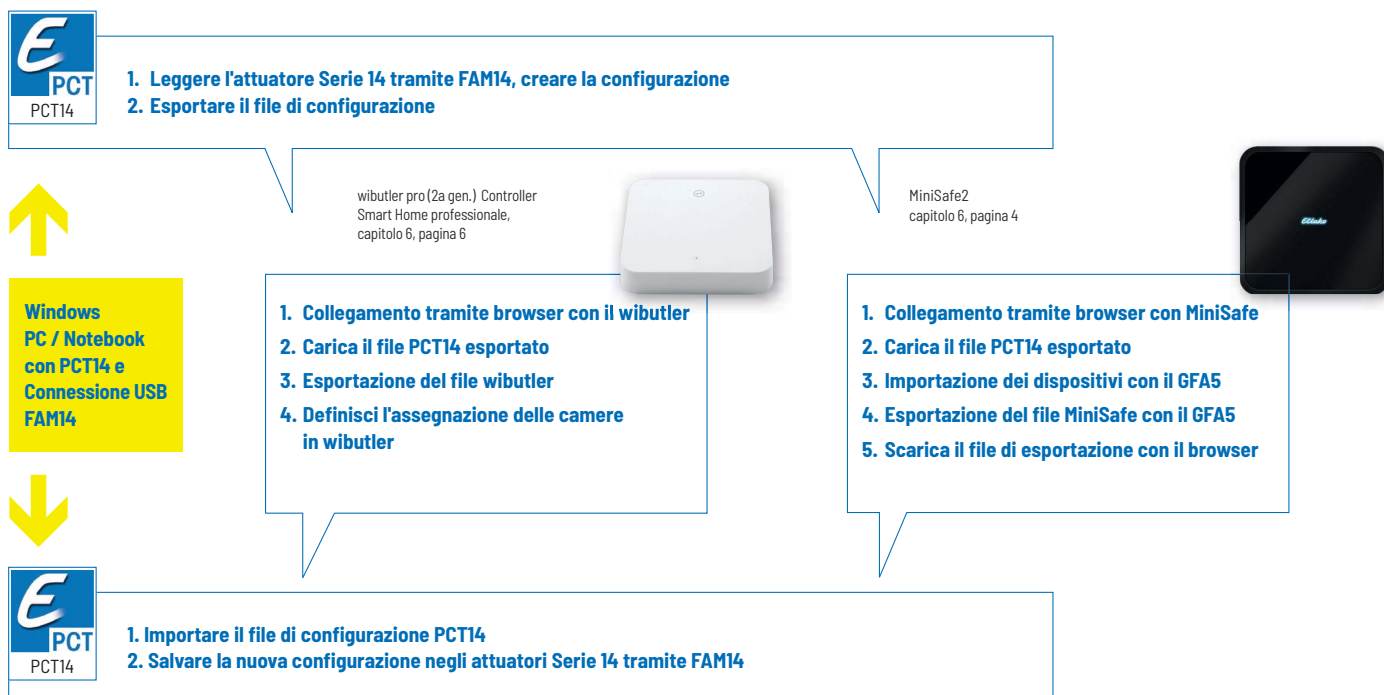 E
PCT
PCT14
1. Leggere l'attuatore Serie 14 tramite FAM14, creare la configurazione
2. Esportare il file di configurazione
wibutler pro (2a gen.) Controller
Smart Home professionale,
capitolo 6, pagina 6
MiniSafe2
capitolo 6, pagina 4
Eltako
Windows
PC / Notebook
con PCT14 e
Connessione USB
FAM14
1. Collegamento tramite browser con il wibutler
2. Carica il file PCT14 esportato
3. Esportazione del file wibutler
4. Definisci l'assegnazione delle camere
in wibutler
1. Collegamento tramite browser con MiniSafe
2. Carica il file PCT14 esportato
3. Importazione dei dispositivi con il GFA5
4. Esportazione del file MiniSafe con il GFA5
5. Scarica il file di esportazione con il browser
E
PCT
PCT14
1. Importare il file di configurazione PCT14
2. Salvare la nuova configurazione negli attuatori Serie 14 tramite FAM14